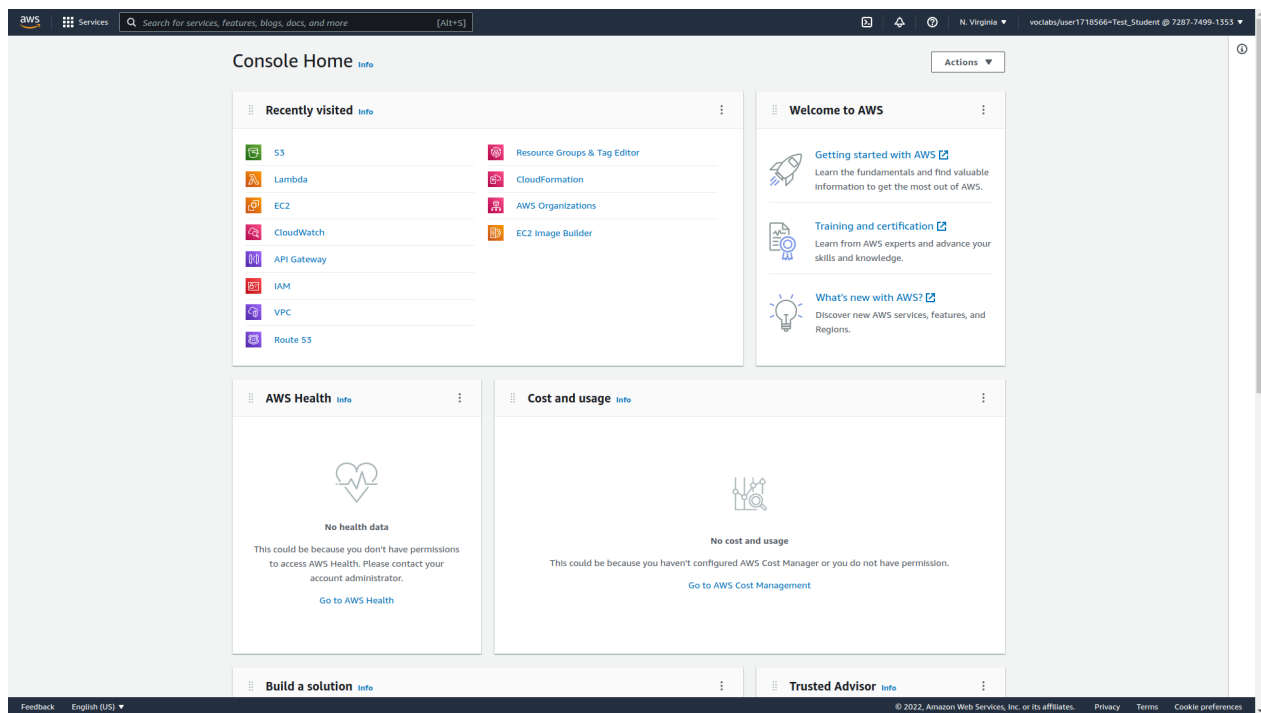 aws
Services
Search for services, features, blogs, docs, and more
[Alt+S]
N. Virginia ▼
voclabs/user1718566=Test_Student @ 7287-7499-1353 ▼
Console Home Info
Actions ▼
Recently visited Info
S3
Lambda
EC2
CloudWatch
API Gateway
IAM
VPC
Route 53
Resource Groups & Tag Editor
CloudFormation
AWS Organizations
EC2 Image Builder
Welcome to AWS
Getting started with AWS
Learn the fundamentals and find valuable
information to get the most out of AWS.
Training and certification
Learn from AWS experts and advance your
skills and knowledge.
What's new with AWS?
Discover new AWS services, features, and
Regions.
AWS Health Info
No health data
This could be because you don't have permissions
to access AWS Health. Please contact your
account administrator.
Go to AWS Health
Cost and usage Info
No cost and usage
This could be because you haven't configured AWS Cost Manager or you do not have permission.
Go to AWS Cost Management
Build a solution Info
Trusted Advisor Info
Feedback
English (US) ▼
© 2022, Amazon Web Services, Inc. or its affiliates.
Privacy
Terms
Cookie preferences